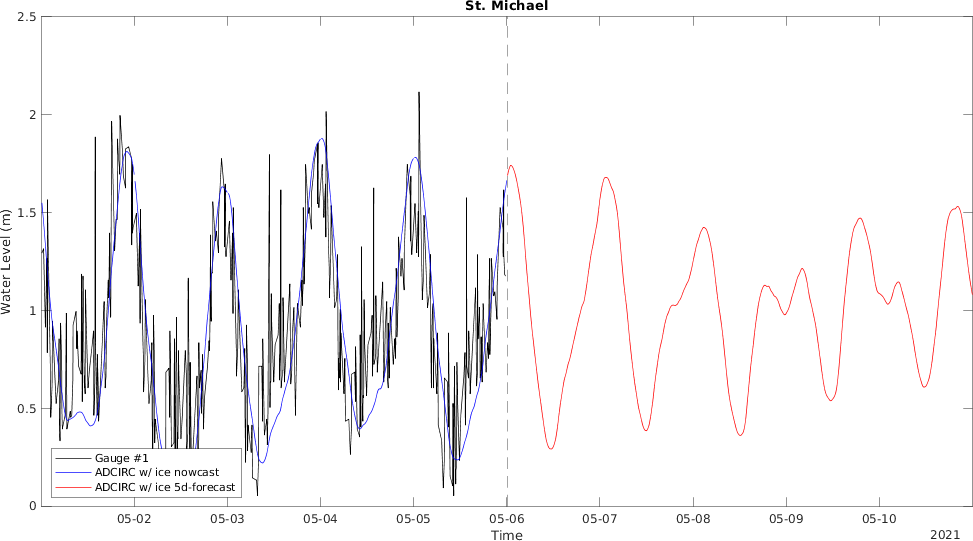 St. Michael
2.5
2
1.5
1
0.5
0
Water Level (m)
Gauge #1
ADCIRC w/ ice nowcast
ADCIRC w/ ice 5d-forecast
05-02 05-03 05-04 05-05 05-06 05-07 05-08 05-09 05-10
Time
2021